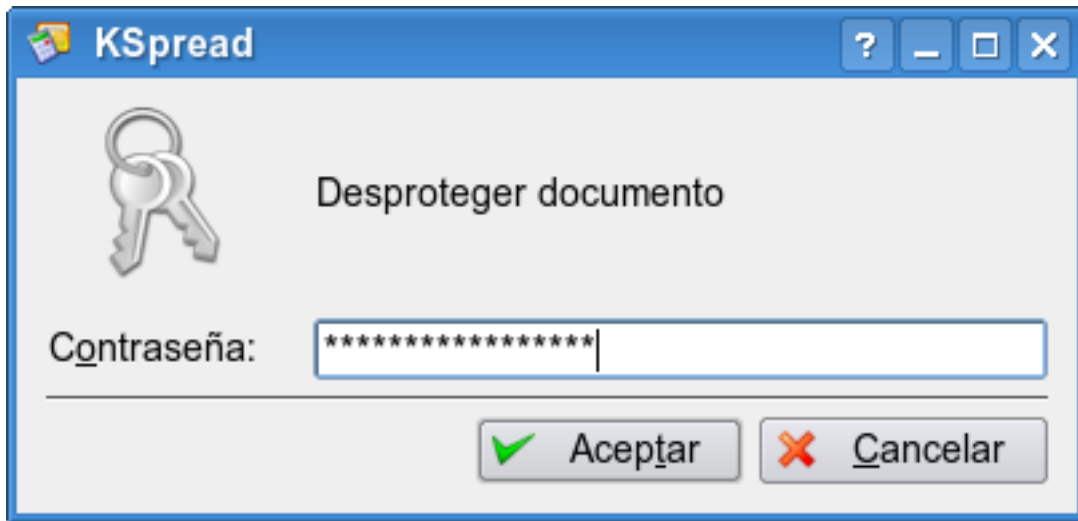 KSpread
Desproteger documento
Contraseña: *****************
Aceptar Cancelar